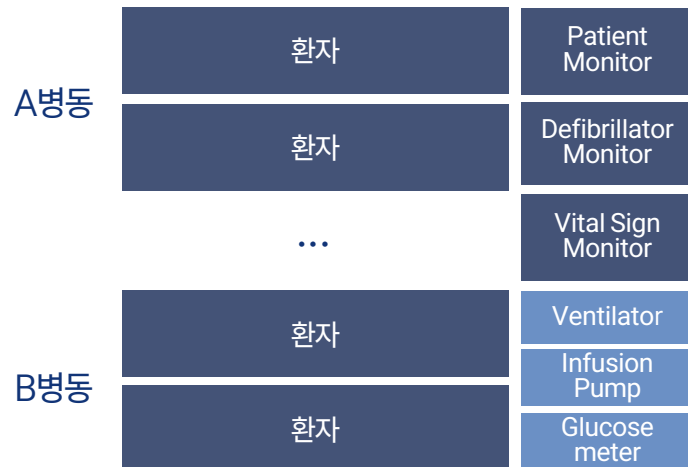 A병동
환자
환자
...
B병동
환자
환자
Patient
Monitor
Defibrillator
Monitor
Vital Sign
Monitor
Ventilator
Infusion
Pump
Glucose
meter